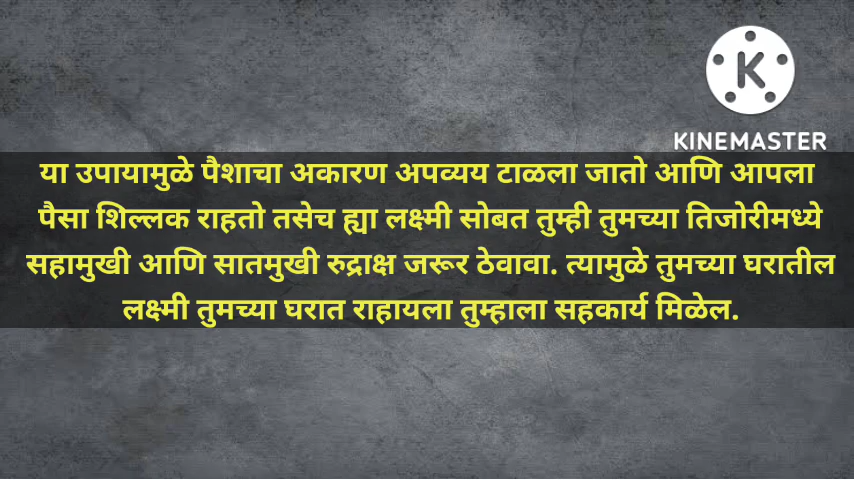 K
KINEMASTER
या उपायामुळे पैशाचा अकारण अपव्यय टाळला जातो आणि आपला
पैसा शिल्लक राहतो तसेच ह्या लक्ष्मी सोबत तुम्ही तुमच्या तिजोरीमध्ये
सहामुखी आणि सातमुखी रुद्राक्ष जरूर ठेवावा. त्यामुळे तुमच्या घरातील
लक्ष्मी तुमच्या घरात राहायला तुम्हाला सहकार्य मिळेल.